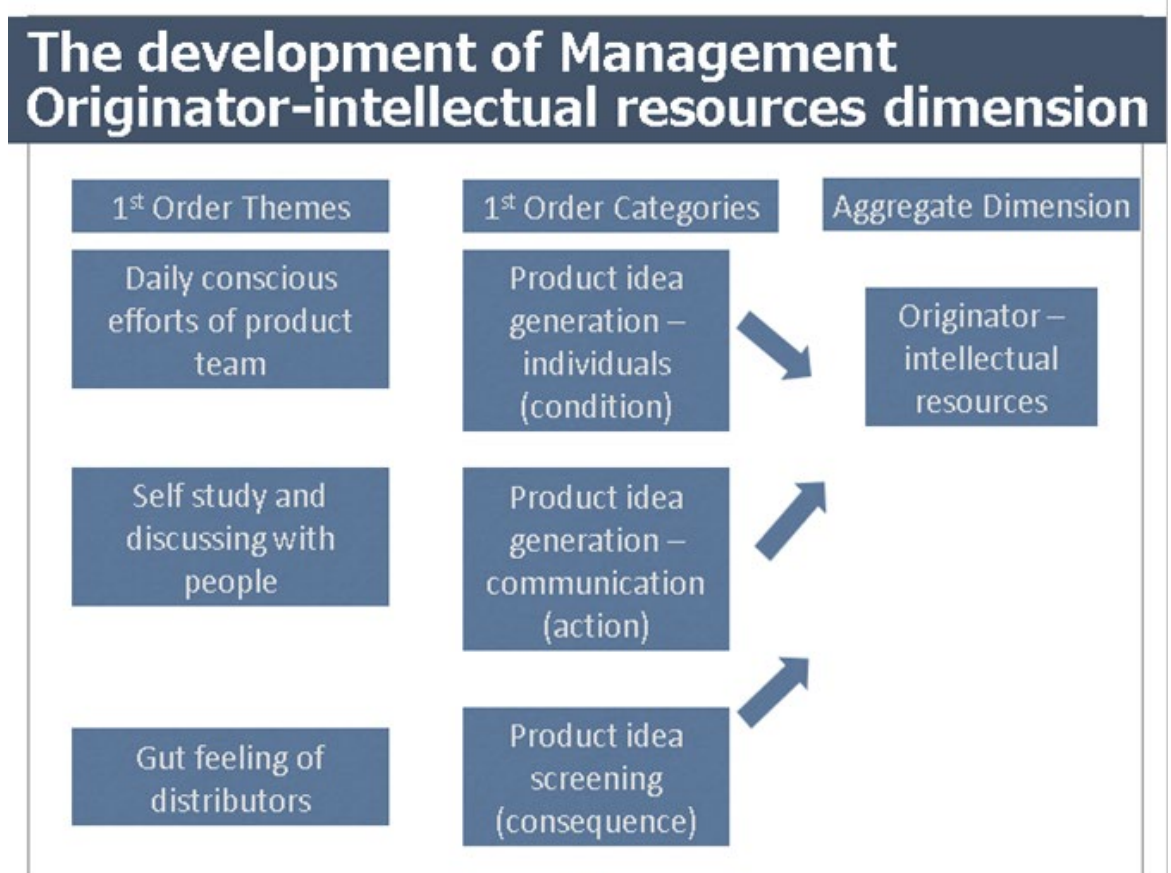 The development of Management
Originator-intellectual resources dimension
1st Order Themes
1st Order Categories
Aggregate Dimension
Daily conscious
efforts of product
team
Product idea
generation –
individuals
(condition)
Originator –
intellectual
resources
Self study and
discussing with
people
Product idea
generation –
communication
(action)
Gut feeling of
distributors
Product idea
screening
(consequence)